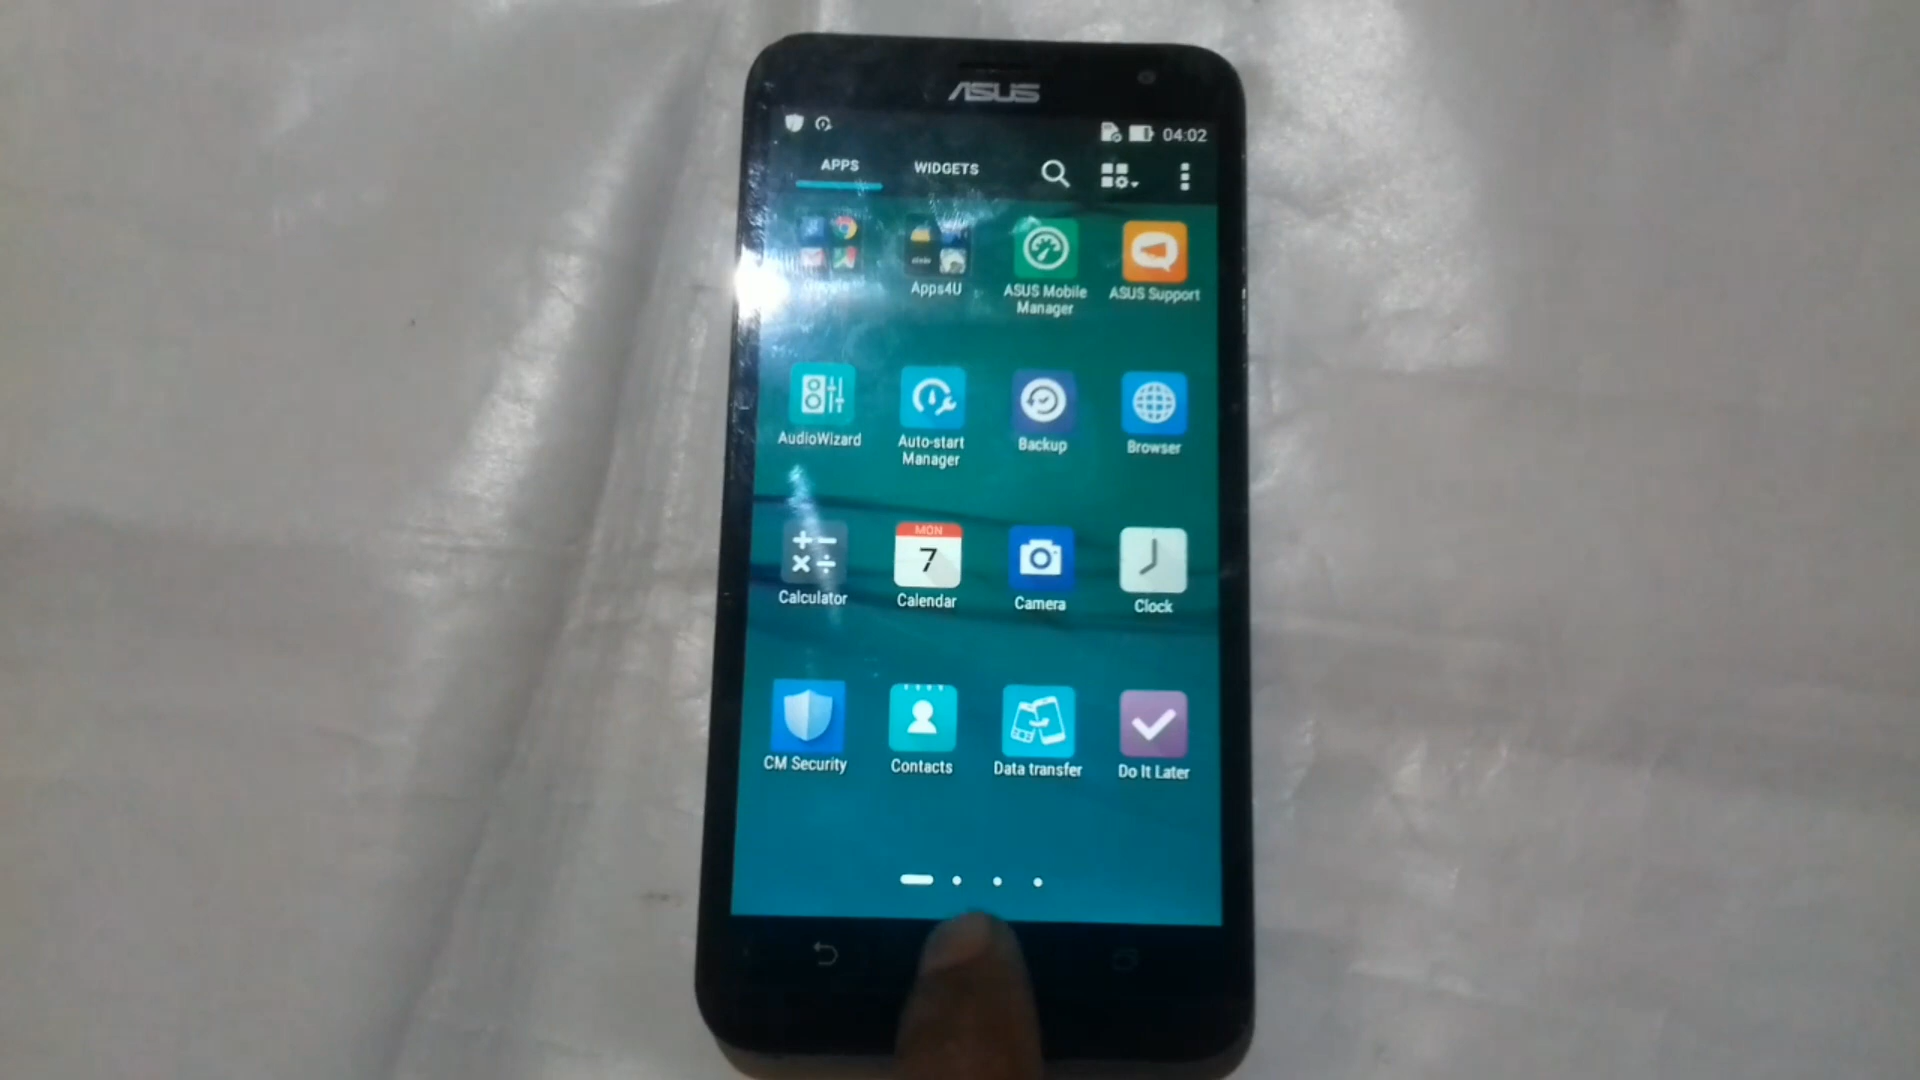 ASUS
04:02
APPS WIDGETS
Apps4U
ASUS Mobile
Manager
ASUS Support
AudioWizard
Auto-start
Manager
Backup
Browser
MON
7
Calculator
Calendar
Camera
Clock
CM Security
Contacts
Data transfer
Do It Later